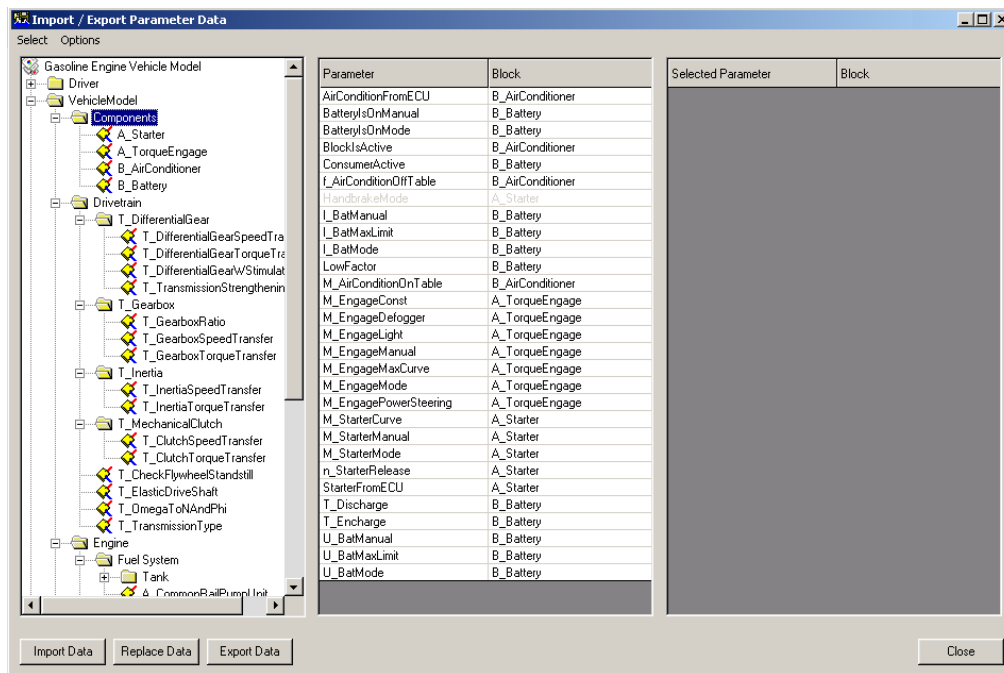 Import / Export Parameter Data
Select Options
Gasoline Engine Vehicle Model
Driver
VehicleModel
Components
A_Starter
A_TorqueEngage
B_AirConditioner
B_Battery
Drivetrain
T_DifferentialGear
T_DifferentialGearSpeedTra
T_DifferentialGearTorqueTra
T_DifferentialGearWStimulat
T_TransmissionStrengthenin
T_Gearbox
T_GearboxRatio
T_GearboxSpeedTransfer
T_GearboxTorqueTransfer
T_Inertia
T_InertiaSpeedTransfer
T_InertiaTorqueTransfer
T_MechanicalClutch
T_ClutchSpeedTransfer
T_ClutchTorqueTransfer
T_CheckFlywheelStandstill
T_ElasticDriveShaft
T_OmegaToNAndPhi
T_TransmissionType
Engine
Fuel System
Tank
A_CommonRailPumpUnit
Parameter Block
AirConditionFromECU B_AirConditioner
BatteryIsOnManual B_Battery
BatteryIsOnMode B_Battery
BlockIsActive B_AirConditioner
ConsumerActive B_Battery
f_AirConditionOffTable B_AirConditioner
HandbrakeMode A_Starter
I_BatManual B_Battery
I_BatMaxLimit B_Battery
I_BatMode B_Battery
LowFactor B_Battery
M_AirConditionOnTable B_AirConditioner
M_EngageConst A_TorqueEngage
M_EngageDefogger A_TorqueEngage
M_EngageLight A_TorqueEngage
M_EngageManual A_TorqueEngage
M_EngageMaxCurve A_TorqueEngage
M_EngageMode A_TorqueEngage
M_EngagePowerSteering A_TorqueEngage
M_StarterCurve A_Starter
M_StarterManual A_Starter
M_StarterMode A_Starter
n_StarterRelease A_Starter
StarterFromECU A_Starter
T_Discharge B_Battery
T_Encharge B_Battery
U_BatManual B_Battery
U_BatMaxLimit B_Battery
U_BatMode B_Battery
Selected Parameter Block
Import Data Replace Data Export Data Close